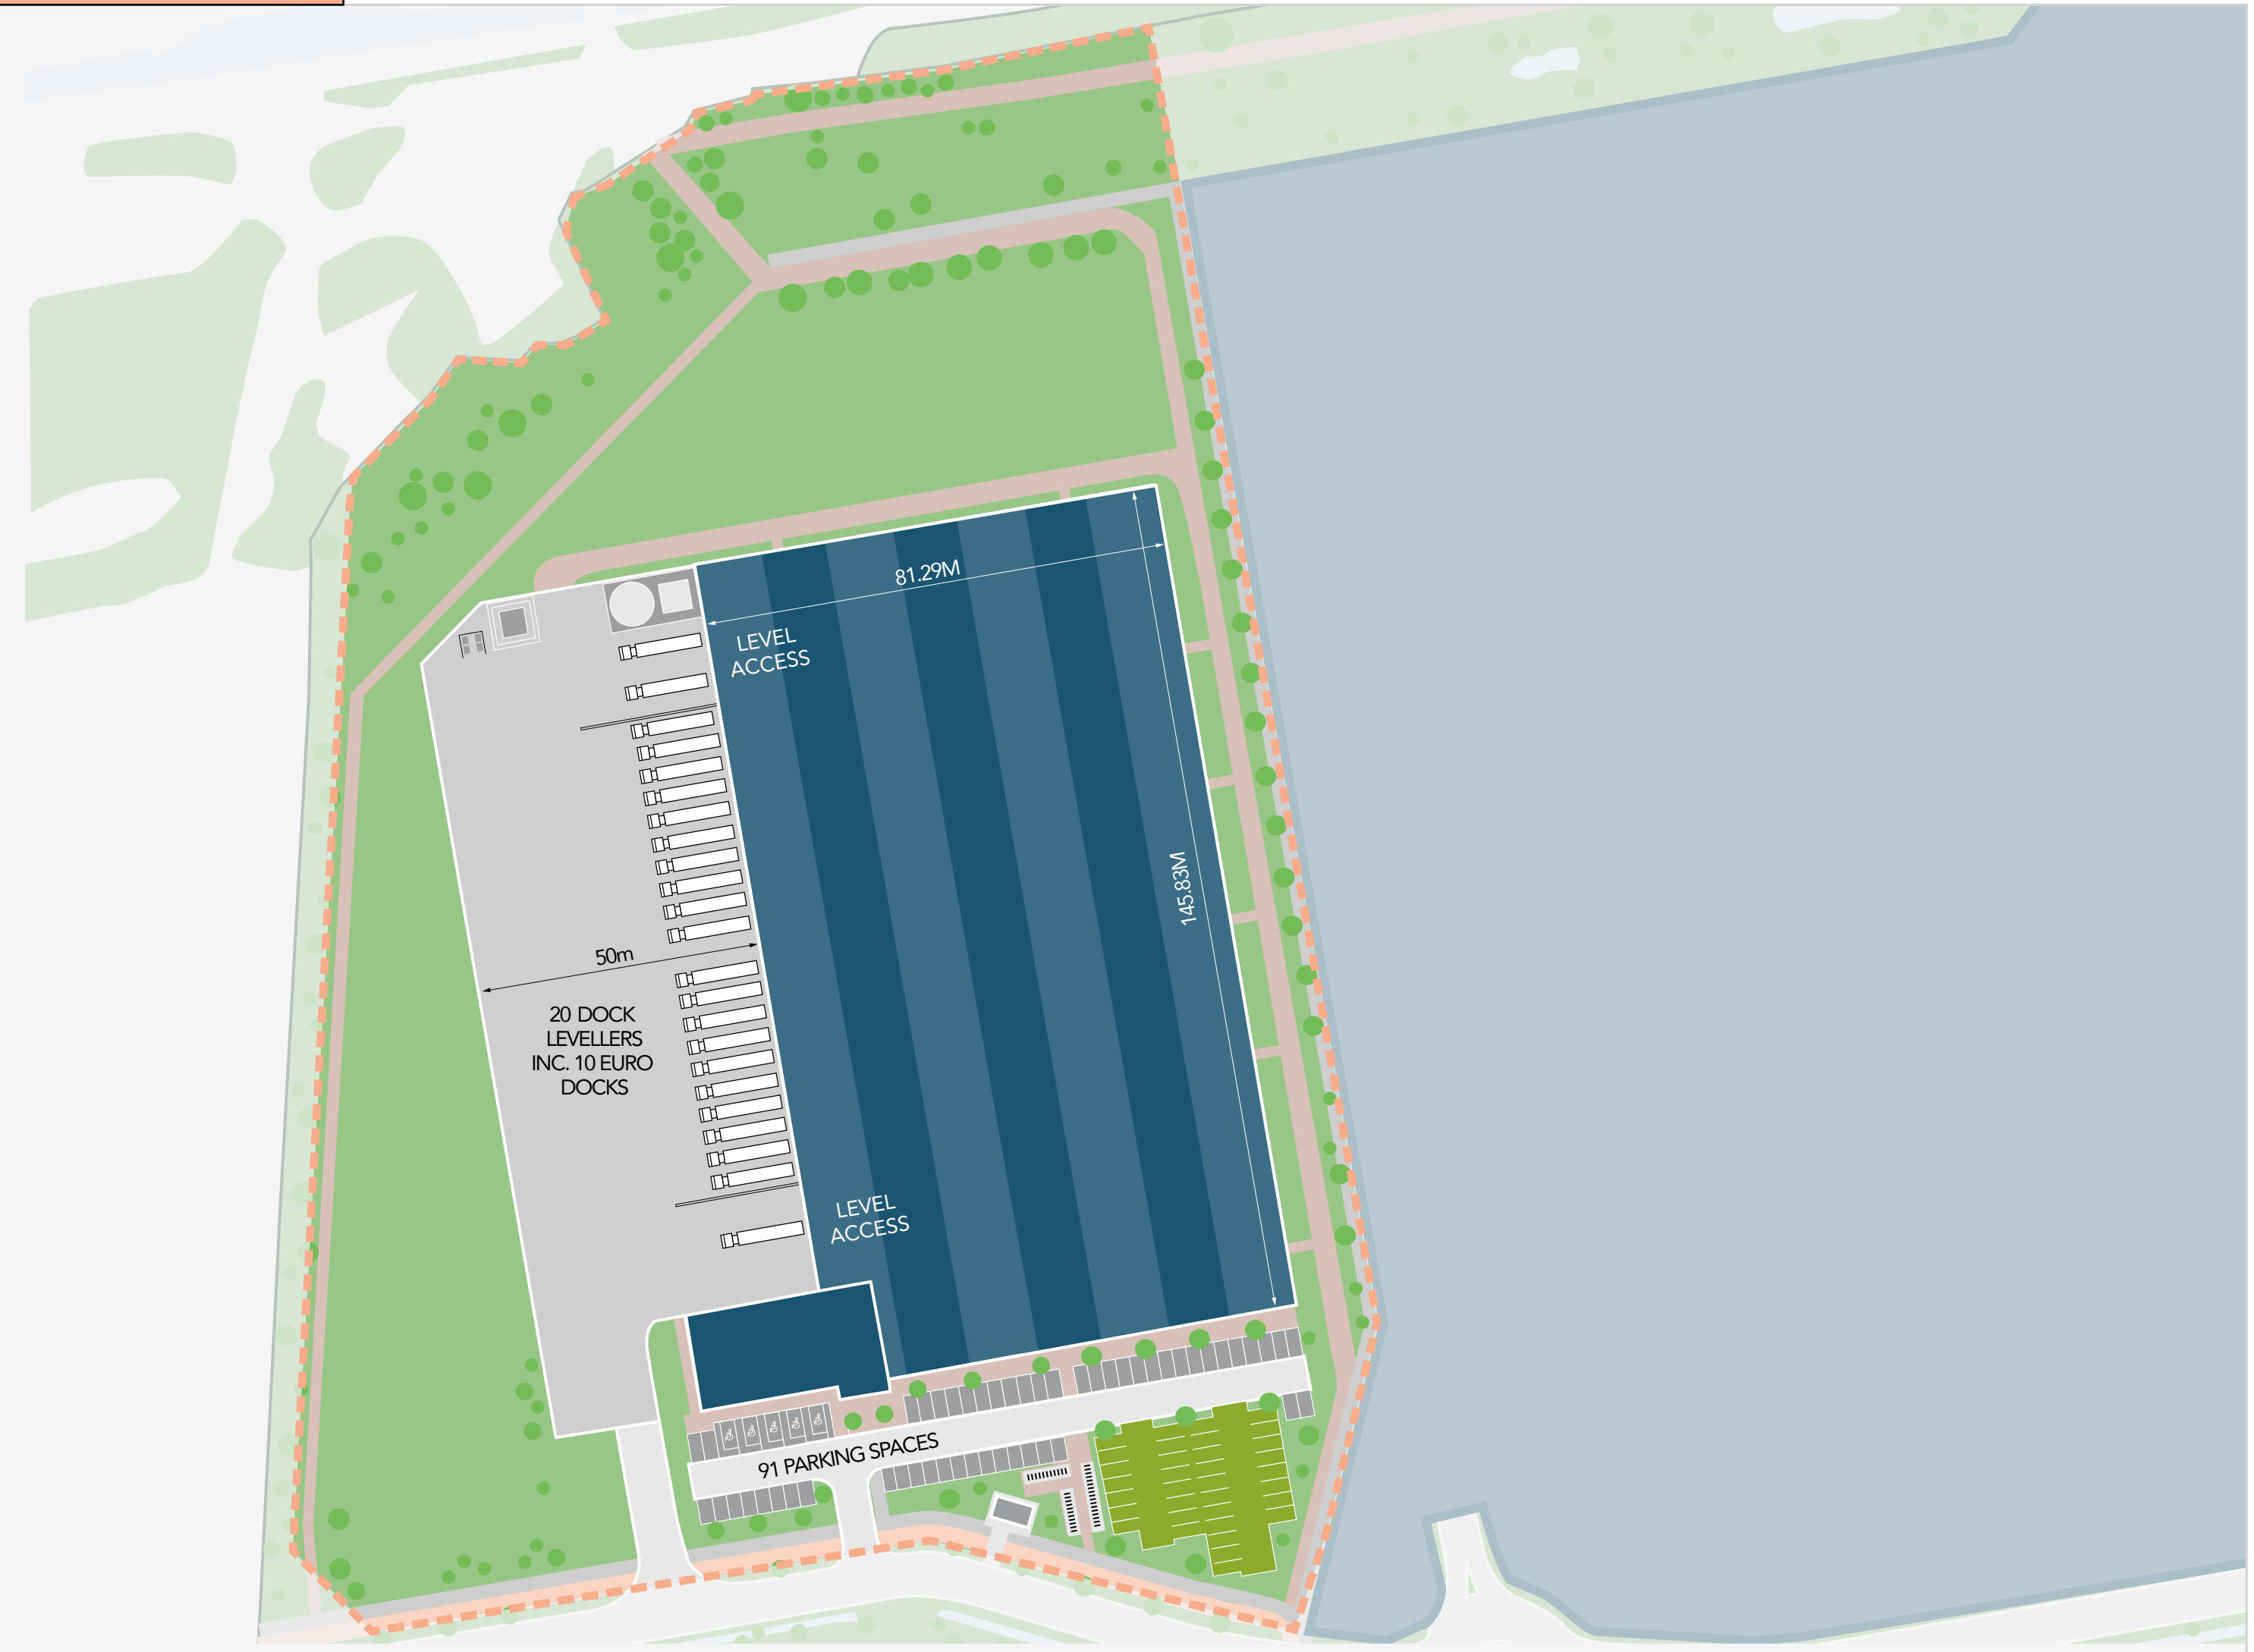 81.29M
LEVEL
ACCESS
145.83M
50m
20 DOCK
LEVELLERS
INC. 10 EURO
DOCKS
LEVEL
ACCESS
91 PARKING SPACES